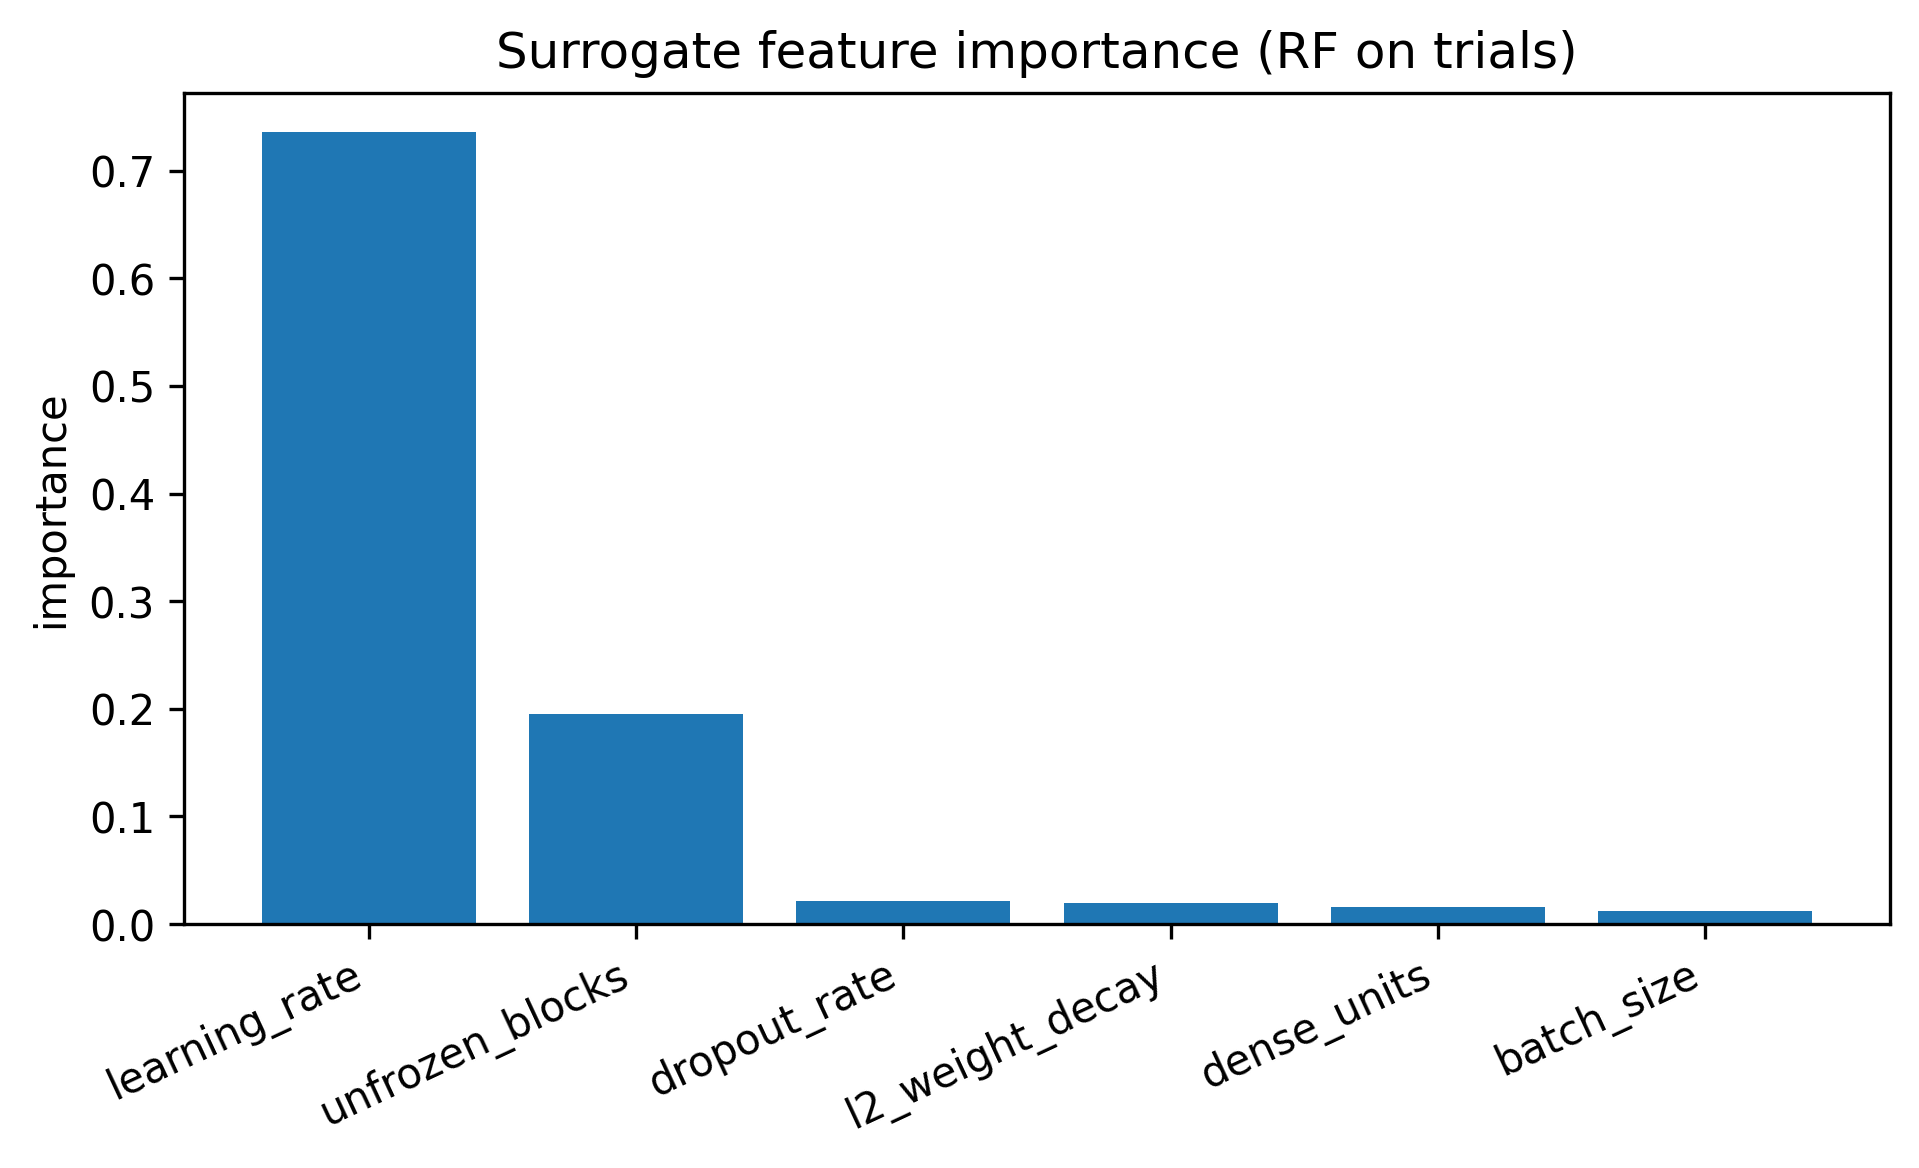 Surrogate feature importance (RF on trials)
importance
0.7
0.6
0.5
0.4
0.3
0.2
0.1
0.0
learning_rate
unfrozen_blocks
dropout_rate
l2_weight_decay
dense_units
batch_size